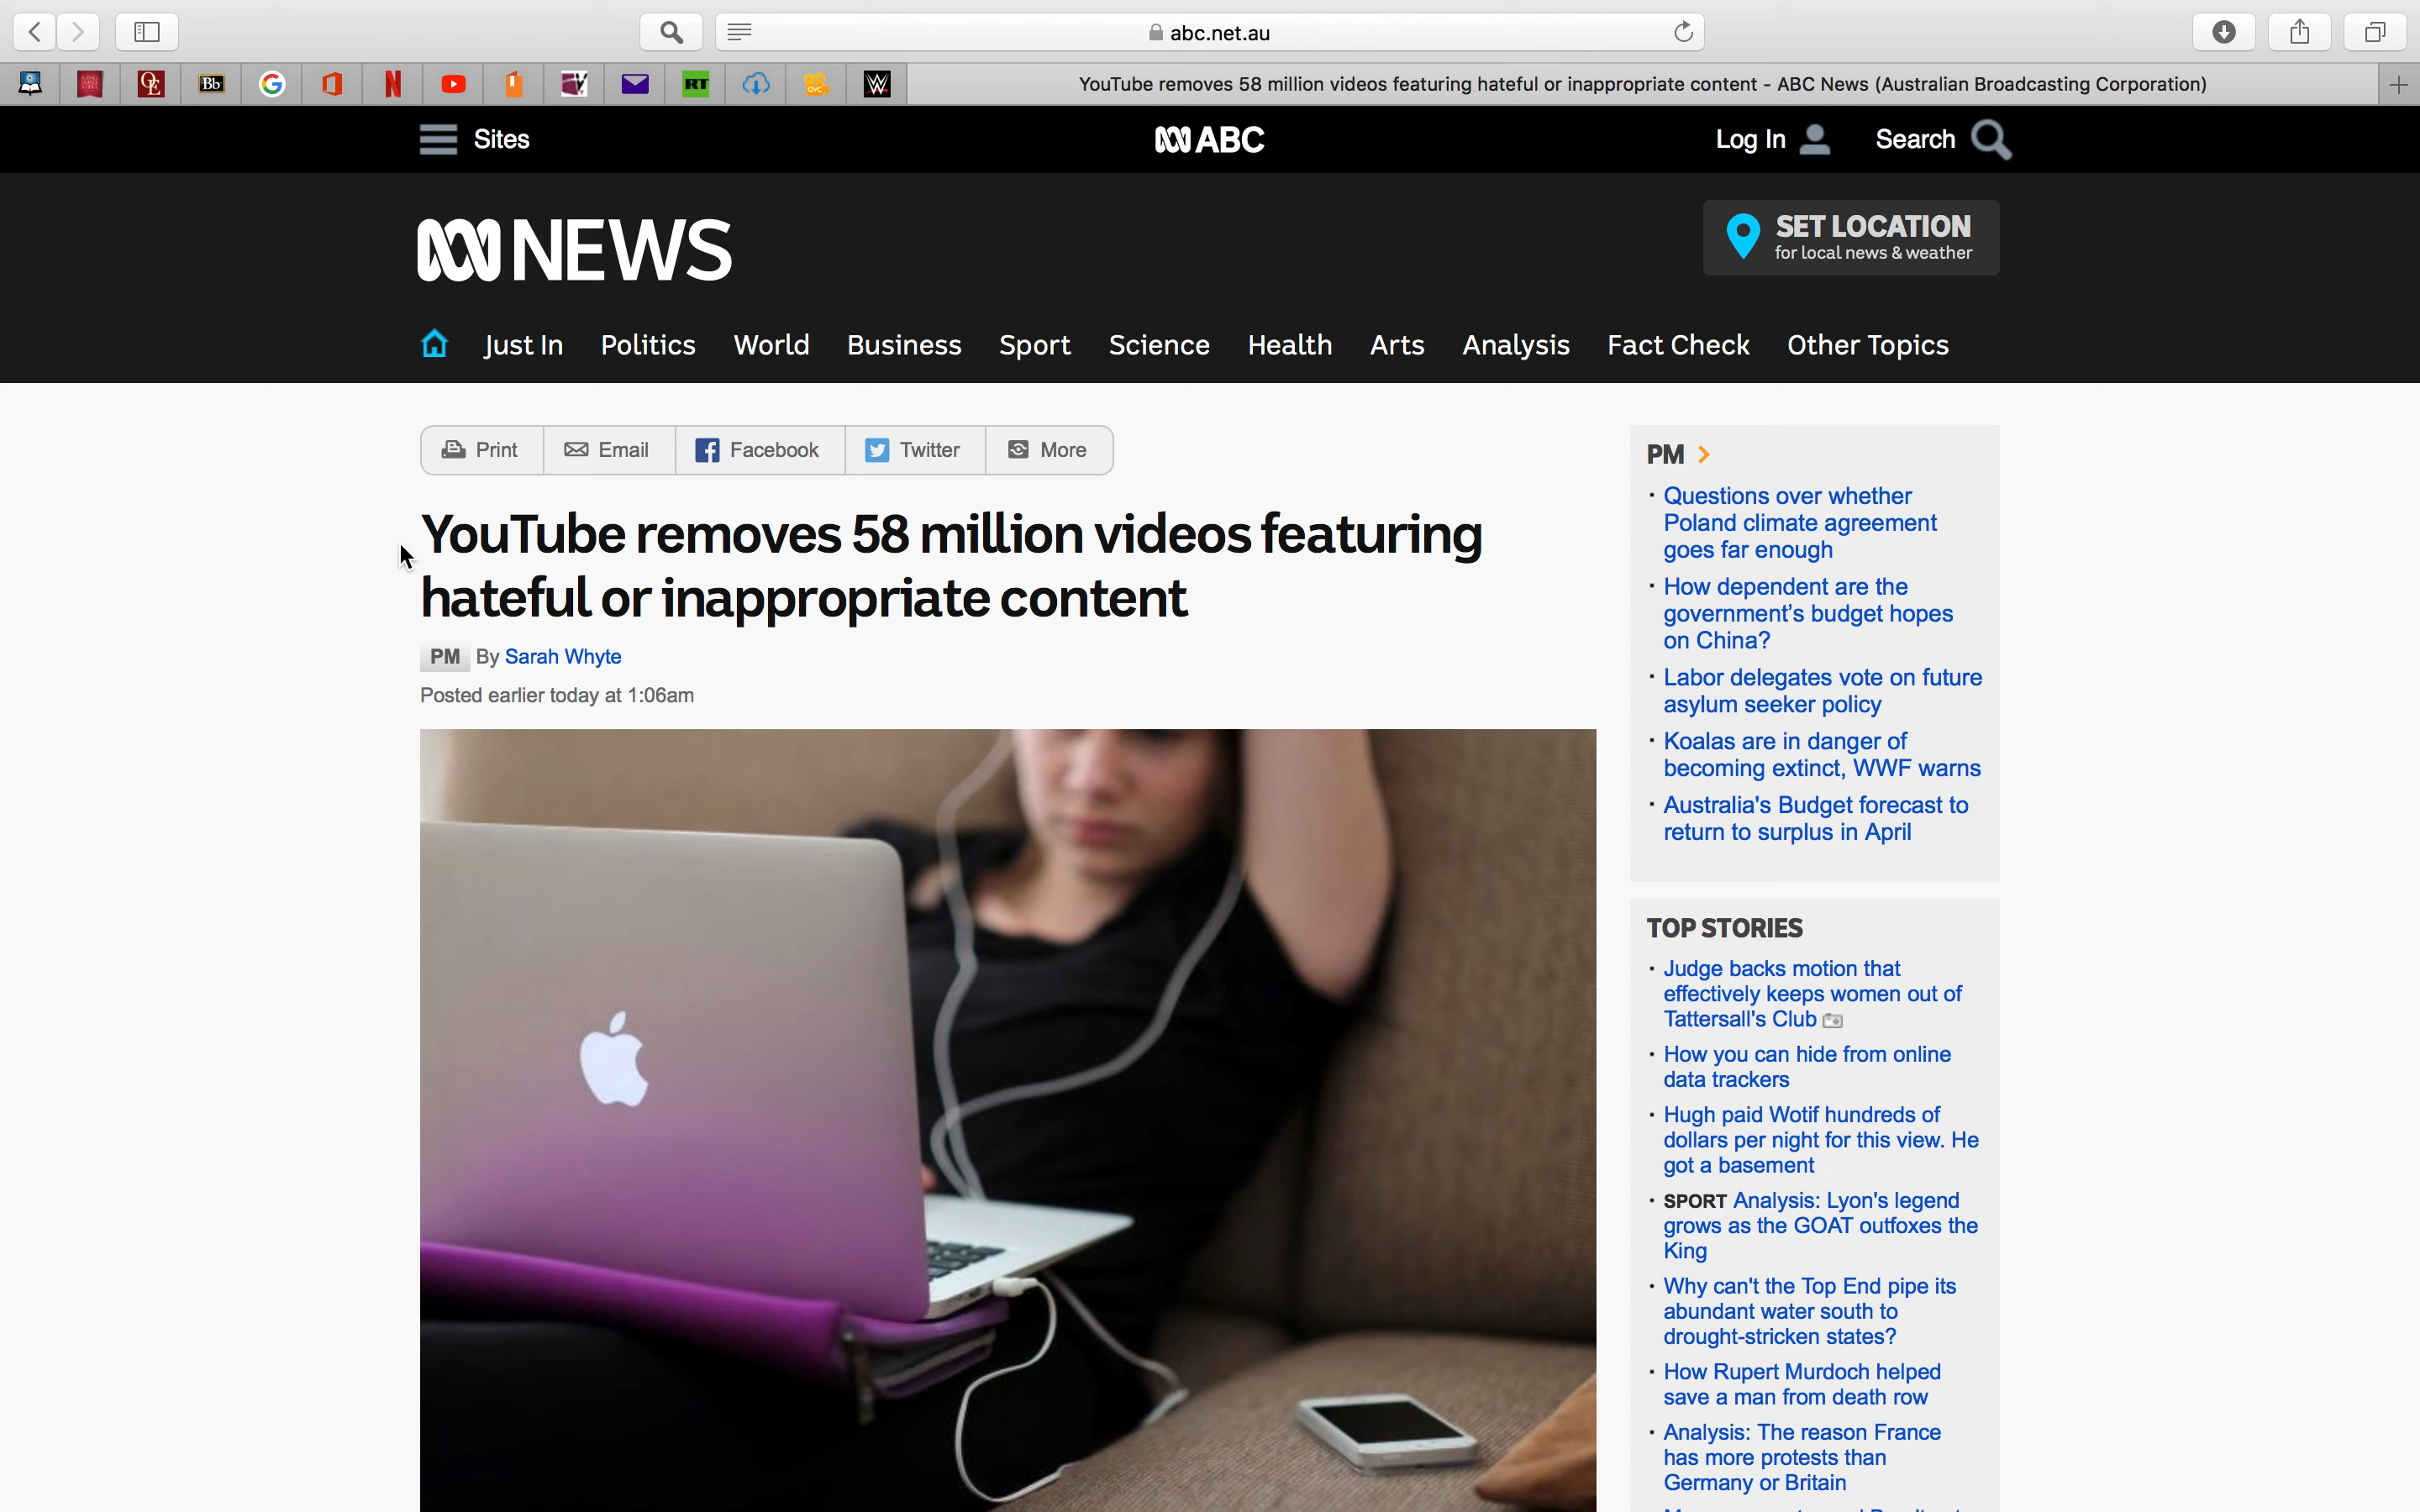 abc.net.au
KING JAMES BIBLE
OE
Bb
G
N
V
RT
OVC
W
YouTube removes 58 million videos featuring hateful or inappropriate content - ABC News (Australian Broadcasting Corporation)
Sites
ABC
Log In
Search
NEWS
SET LOCATION
for local news & weather
Just In
Politics
World
Business
Sport
Science
Health
Arts
Analysis
Fact Check
Other Topics
Print
Email
Facebook
Twitter
More
YouTube removes 58 million videos featuring
hateful or inappropriate content
PM By Sarah Whyte
Posted earlier today at 1:06am
PM
Questions over whether
Poland climate agreement
goes far enough
How dependent are the
government's budget hopes
on China?
Labor delegates vote on future
asylum seeker policy
Koalas are in danger of
becoming extinct, WWF warns
Australia's Budget forecast to
return to surplus in April
TOP STORIES
Judge backs motion that
effectively keeps women out of
Tattersall's Club
How you can hide from online
data trackers
Hugh paid Wotif hundreds of
dollars per night for this view. He
got a basement
SPORT Analysis: Lyon's legend
grows as the GOAT outfoxes the
King
Why can't the Top End pipe its
abundant water south to
drought-stricken states?
How Rupert Murdoch helped
save a man from death row
Analysis: The reason France
has more protests than
Germany or Britain